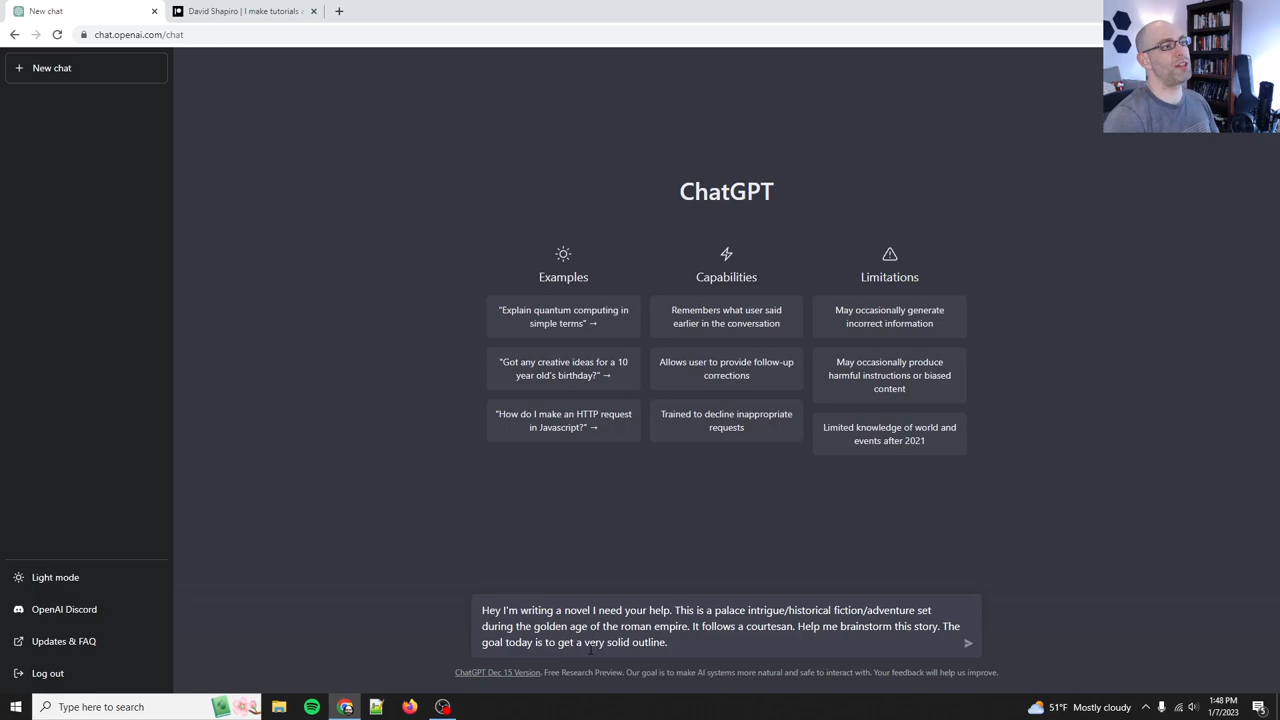 New chat
David Shapiro | I make tutorials a
chat.openai.com/chat
New chat
ChatGPT
Examples
Capabilities
Limitations
"Explain quantum computing in
simple terms" →
Remembers what user said
earlier in the conversation
May occasionally generate
incorrect information
"Got any creative ideas for a 10
year old's birthday?" →
Allows user to provide follow-up
corrections
May occasionally produce
harmful instructions or biased
content
"How do I make an HTTP request
in Javascript?" →
Trained to decline inappropriate
requests
Limited knowledge of world and
events after 2021
Light mode
OpenAI Discord
Updates & FAQ
Log out
Hey I'm writing a novel I need your help. This is a palace intrigue/historical fiction/adventure set
during the golden age of the roman empire. It follows a courtesan. Help me brainstorm this story. The
goal today is to get a very solid outline.
ChatGPT Dec 15 Version. Free Research Preview. Our goal is to make AI systems more natural and safe to interact with. Your feedback will help us improve.
Type here to search
51°F Mostly cloudy
1:48 PM
1/7/2023
5